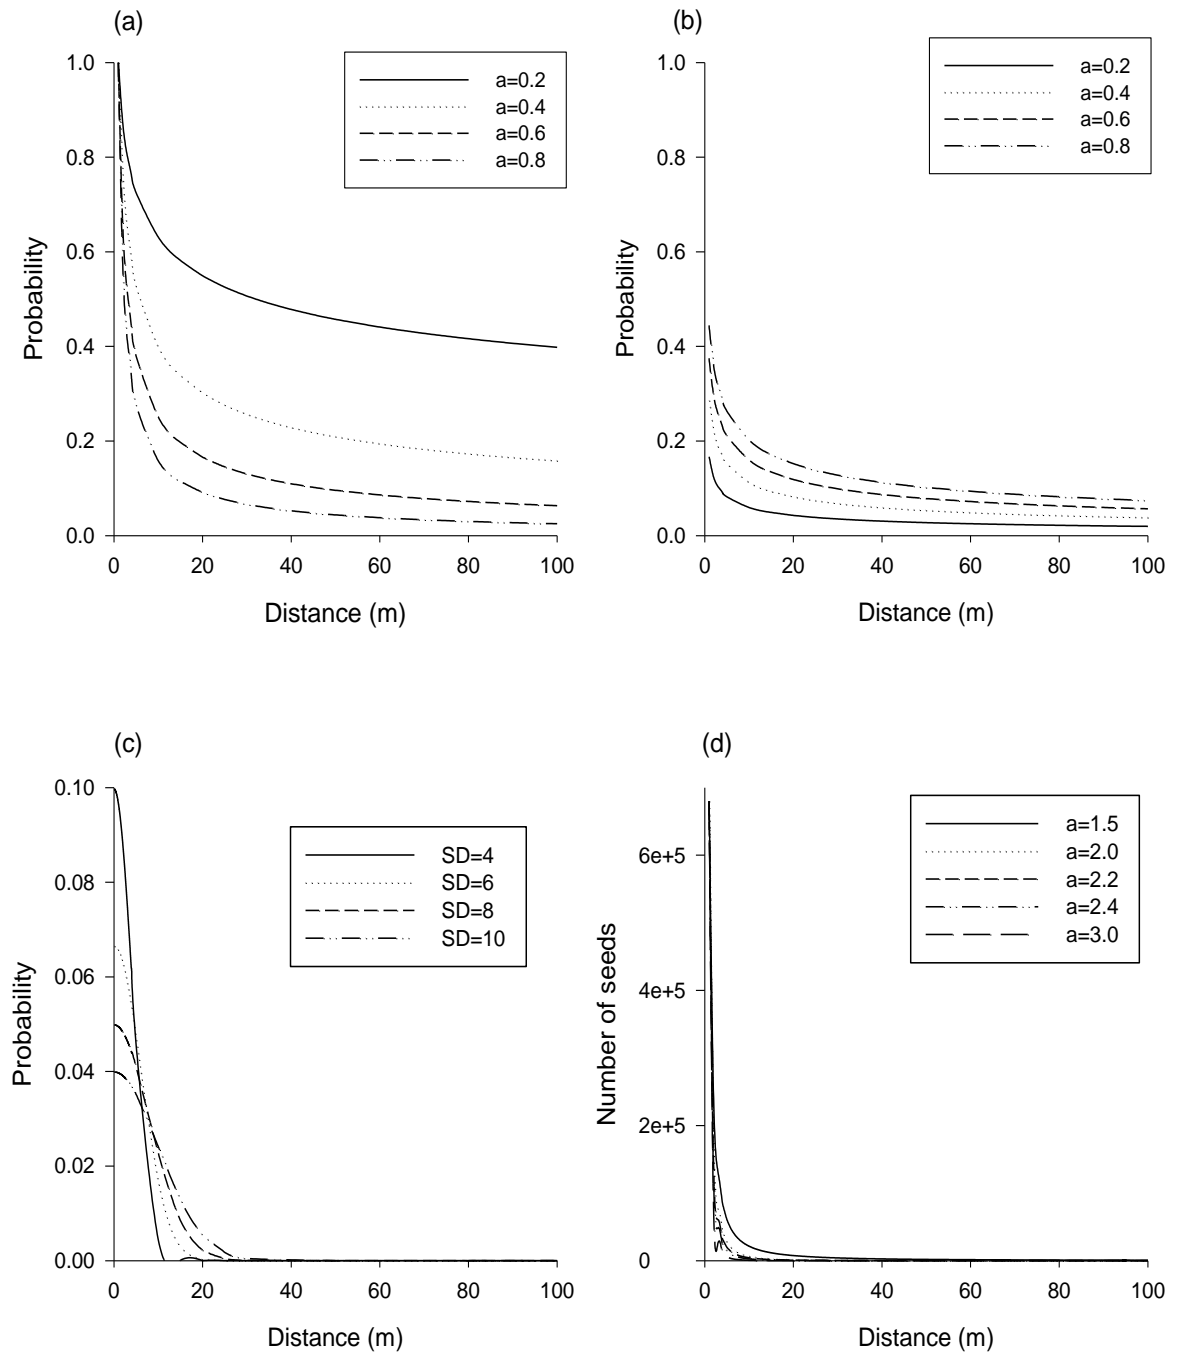 (a)
a=0.2
a=0.4
a=0.6
a=0.8
1.0
0.8
0.6
0.4
0.2
0.0
Probability
0 20 40 60 80 100
Distance (m)
(b)
a=0.2
a=0.4
a=0.6
a=0.8
1.0
0.8
0.6
0.4
0.2
0.0
Probability
0 20 40 60 80 100
Distance (m)
(c)
SD=4
SD=6
SD=8
SD=10
0.10
0.08
0.06
0.04
0.02
0.00
Probability
0 20 40 60 80 100
Distance (m)
(d)
a=1.5
a=2.0
a=2.2
a=2.4
a=3.0
6e+5
4e+5
2e+5
0
Number of seeds
0 20 40 60 80 100
Distance (m)